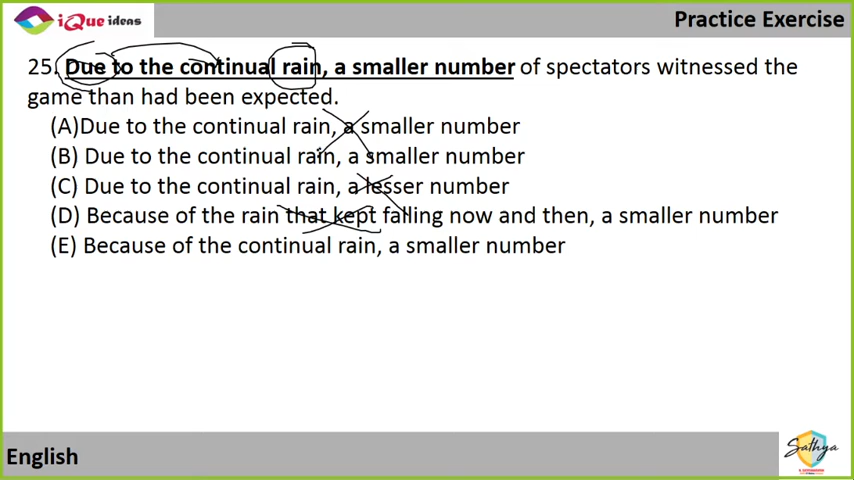 iQue ideas
Practice Exercise
25. Due to the continual rain, a smaller number of spectators witnessed the
game than had been expected.
(A)Due to the continual rain, a smaller number
(B) Due to the continual rain, a smaller number
(C) Due to the continual rain, a lesser number
(D) Because of the rain that kept falling now and then, a smaller number
(E) Because of the continual rain, a smaller number
English
Sathya